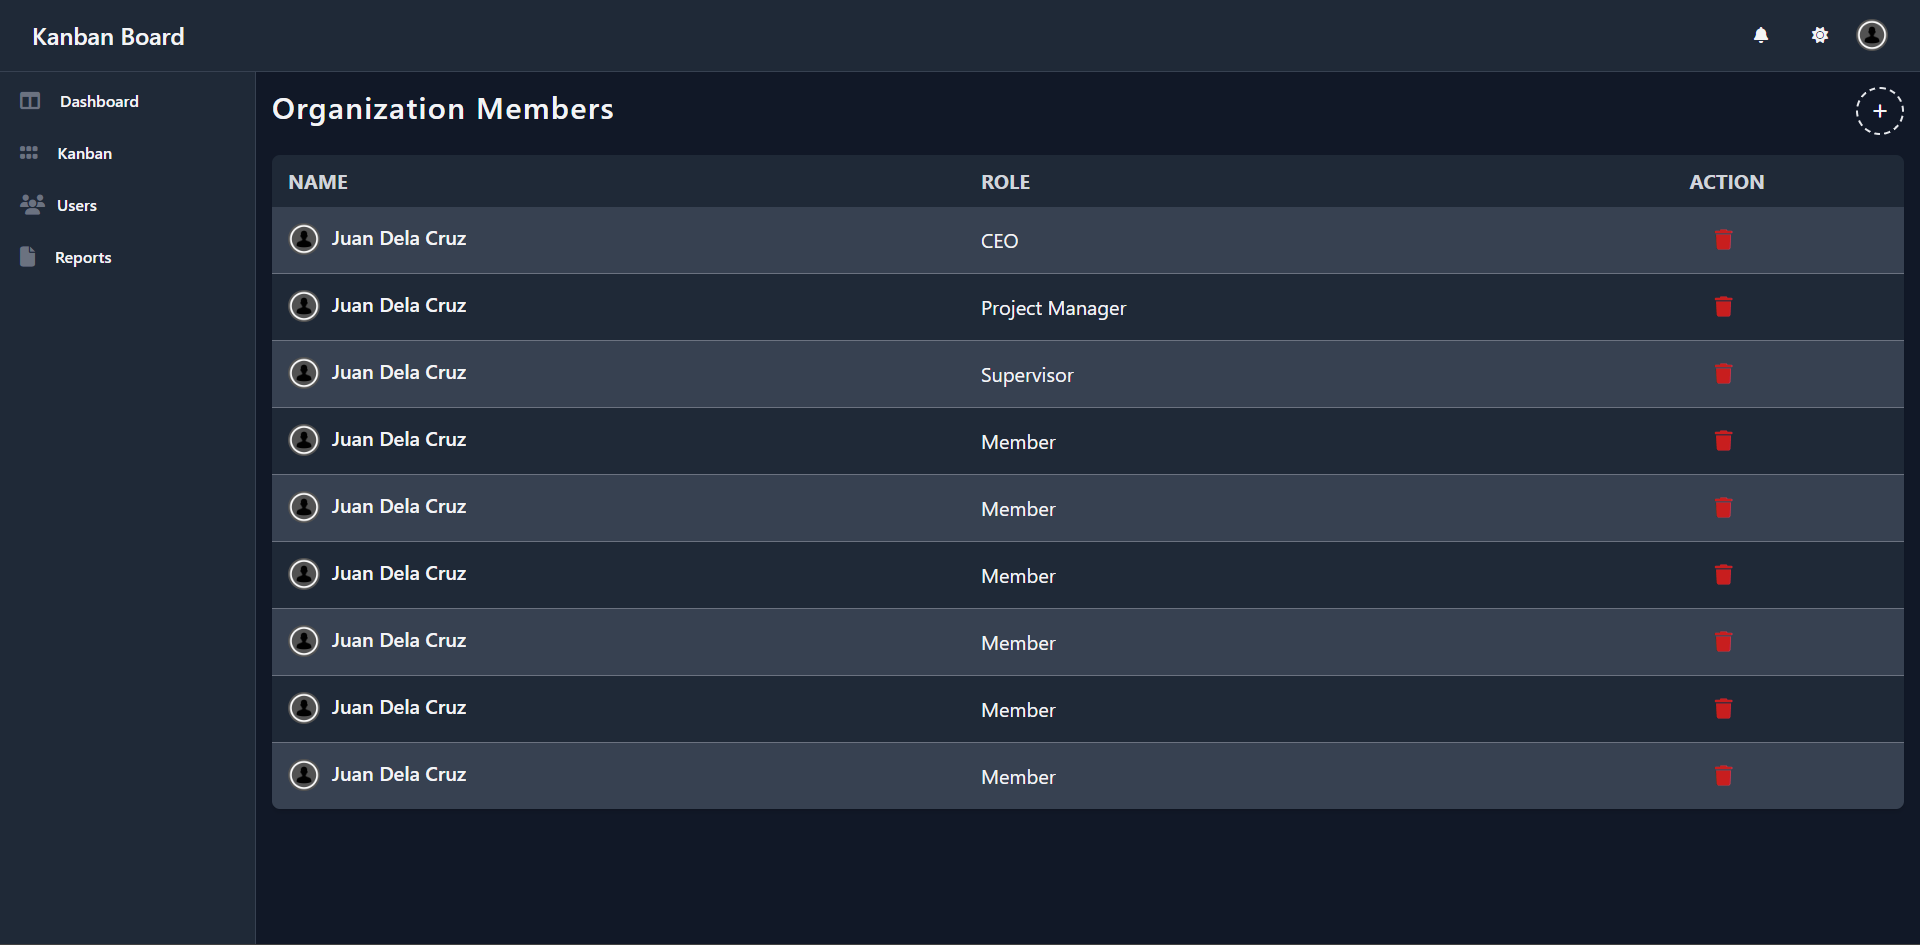 Kanban Board
Dashboard
Kanban
Users
Reports
Organization Members
+
NAME ROLE ACTION
Juan Dela Cruz CEO
Juan Dela Cruz Project Manager
Juan Dela Cruz Supervisor
Juan Dela Cruz Member
Juan Dela Cruz Member
Juan Dela Cruz Member
Juan Dela Cruz Member
Juan Dela Cruz Member
Juan Dela Cruz Member